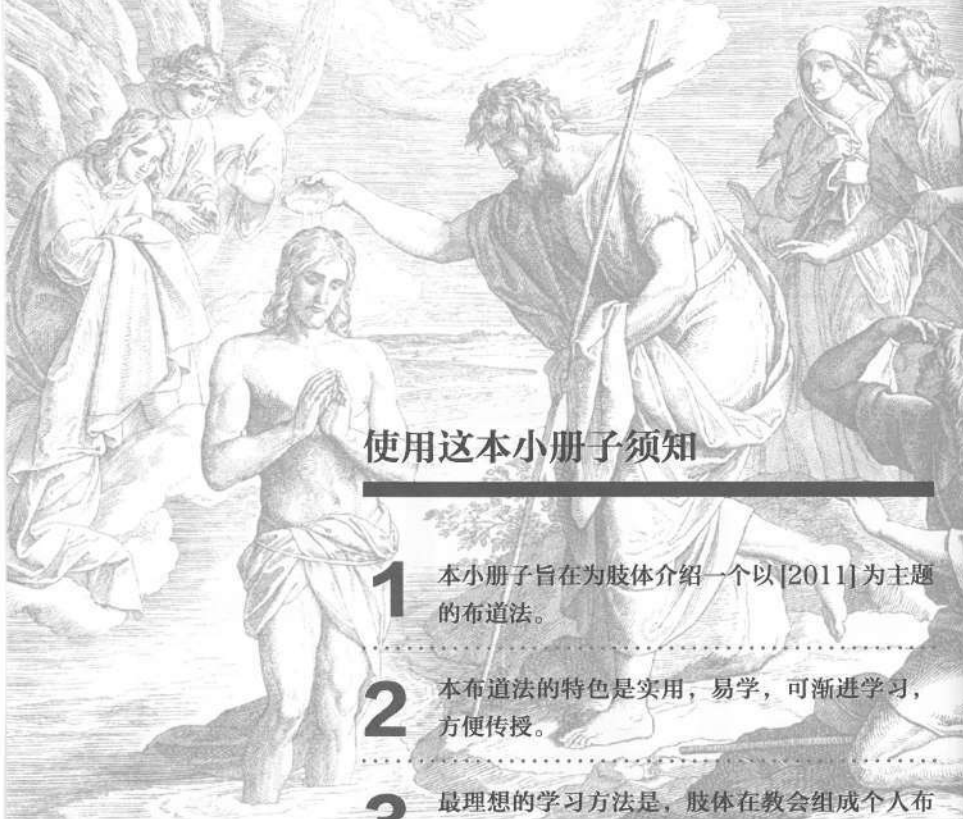 使用这本小册子须知
1 本小册子旨在为肢体介绍一个以[2011]为主题
的布道法。
2 本布道法的特色是实用，易学，可渐进学习，
方便传授。
3 最理想的学习方法是，肢体在教会组成个人布